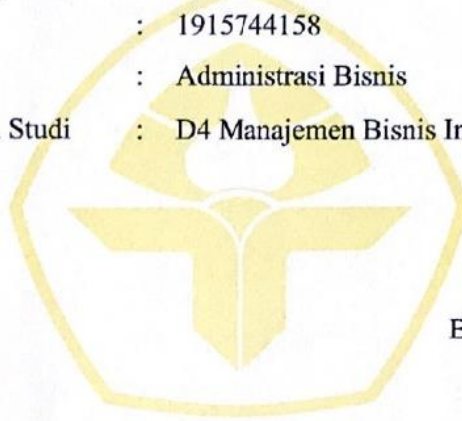 : 1915744158
: Administrasi Bisnis
Studi : D4 Manajemen Bisnis In
E